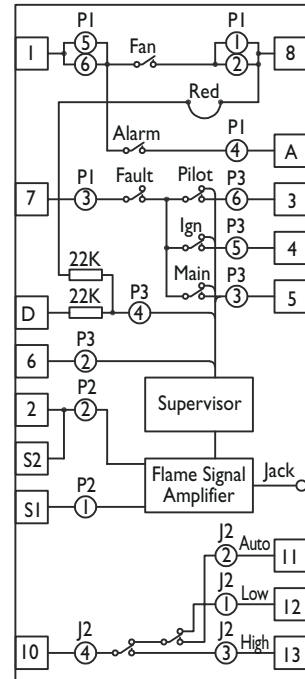 P1 P1
1 5 Fan 1 8
6 2
Red
Alarm P1
4 A
P1 Fault Pilot P3
7 3 6 3
Ign P3
5 4
22K Main P3
3 5
22K P3
D 4
P3
6 2
P2
2 2 Supervisor
S2
Flame Signal Jack
P2 Amplifier
S1 1
J2 Auto
2 11
J2 Low
1 12
J2 J2 High
10 4 3 13